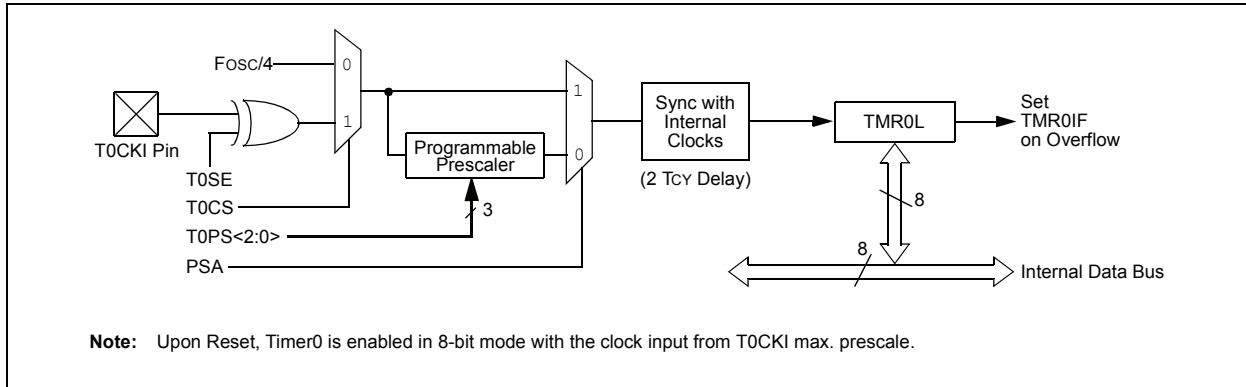 FOSC/4
0
1
T0CKI Pin
T0SE
T0CS
T0PS<2:0>
PSA
Programmable
Prescaler
3
1
0
Sync with
Internal
Clocks
(2 TCY Delay)
TMR0L
Set
TMR0IF
on Overflow
8
8
Internal Data Bus
Note: Upon Reset, Timer0 is enabled in 8-bit mode with the clock input from T0CKI max. prescale.